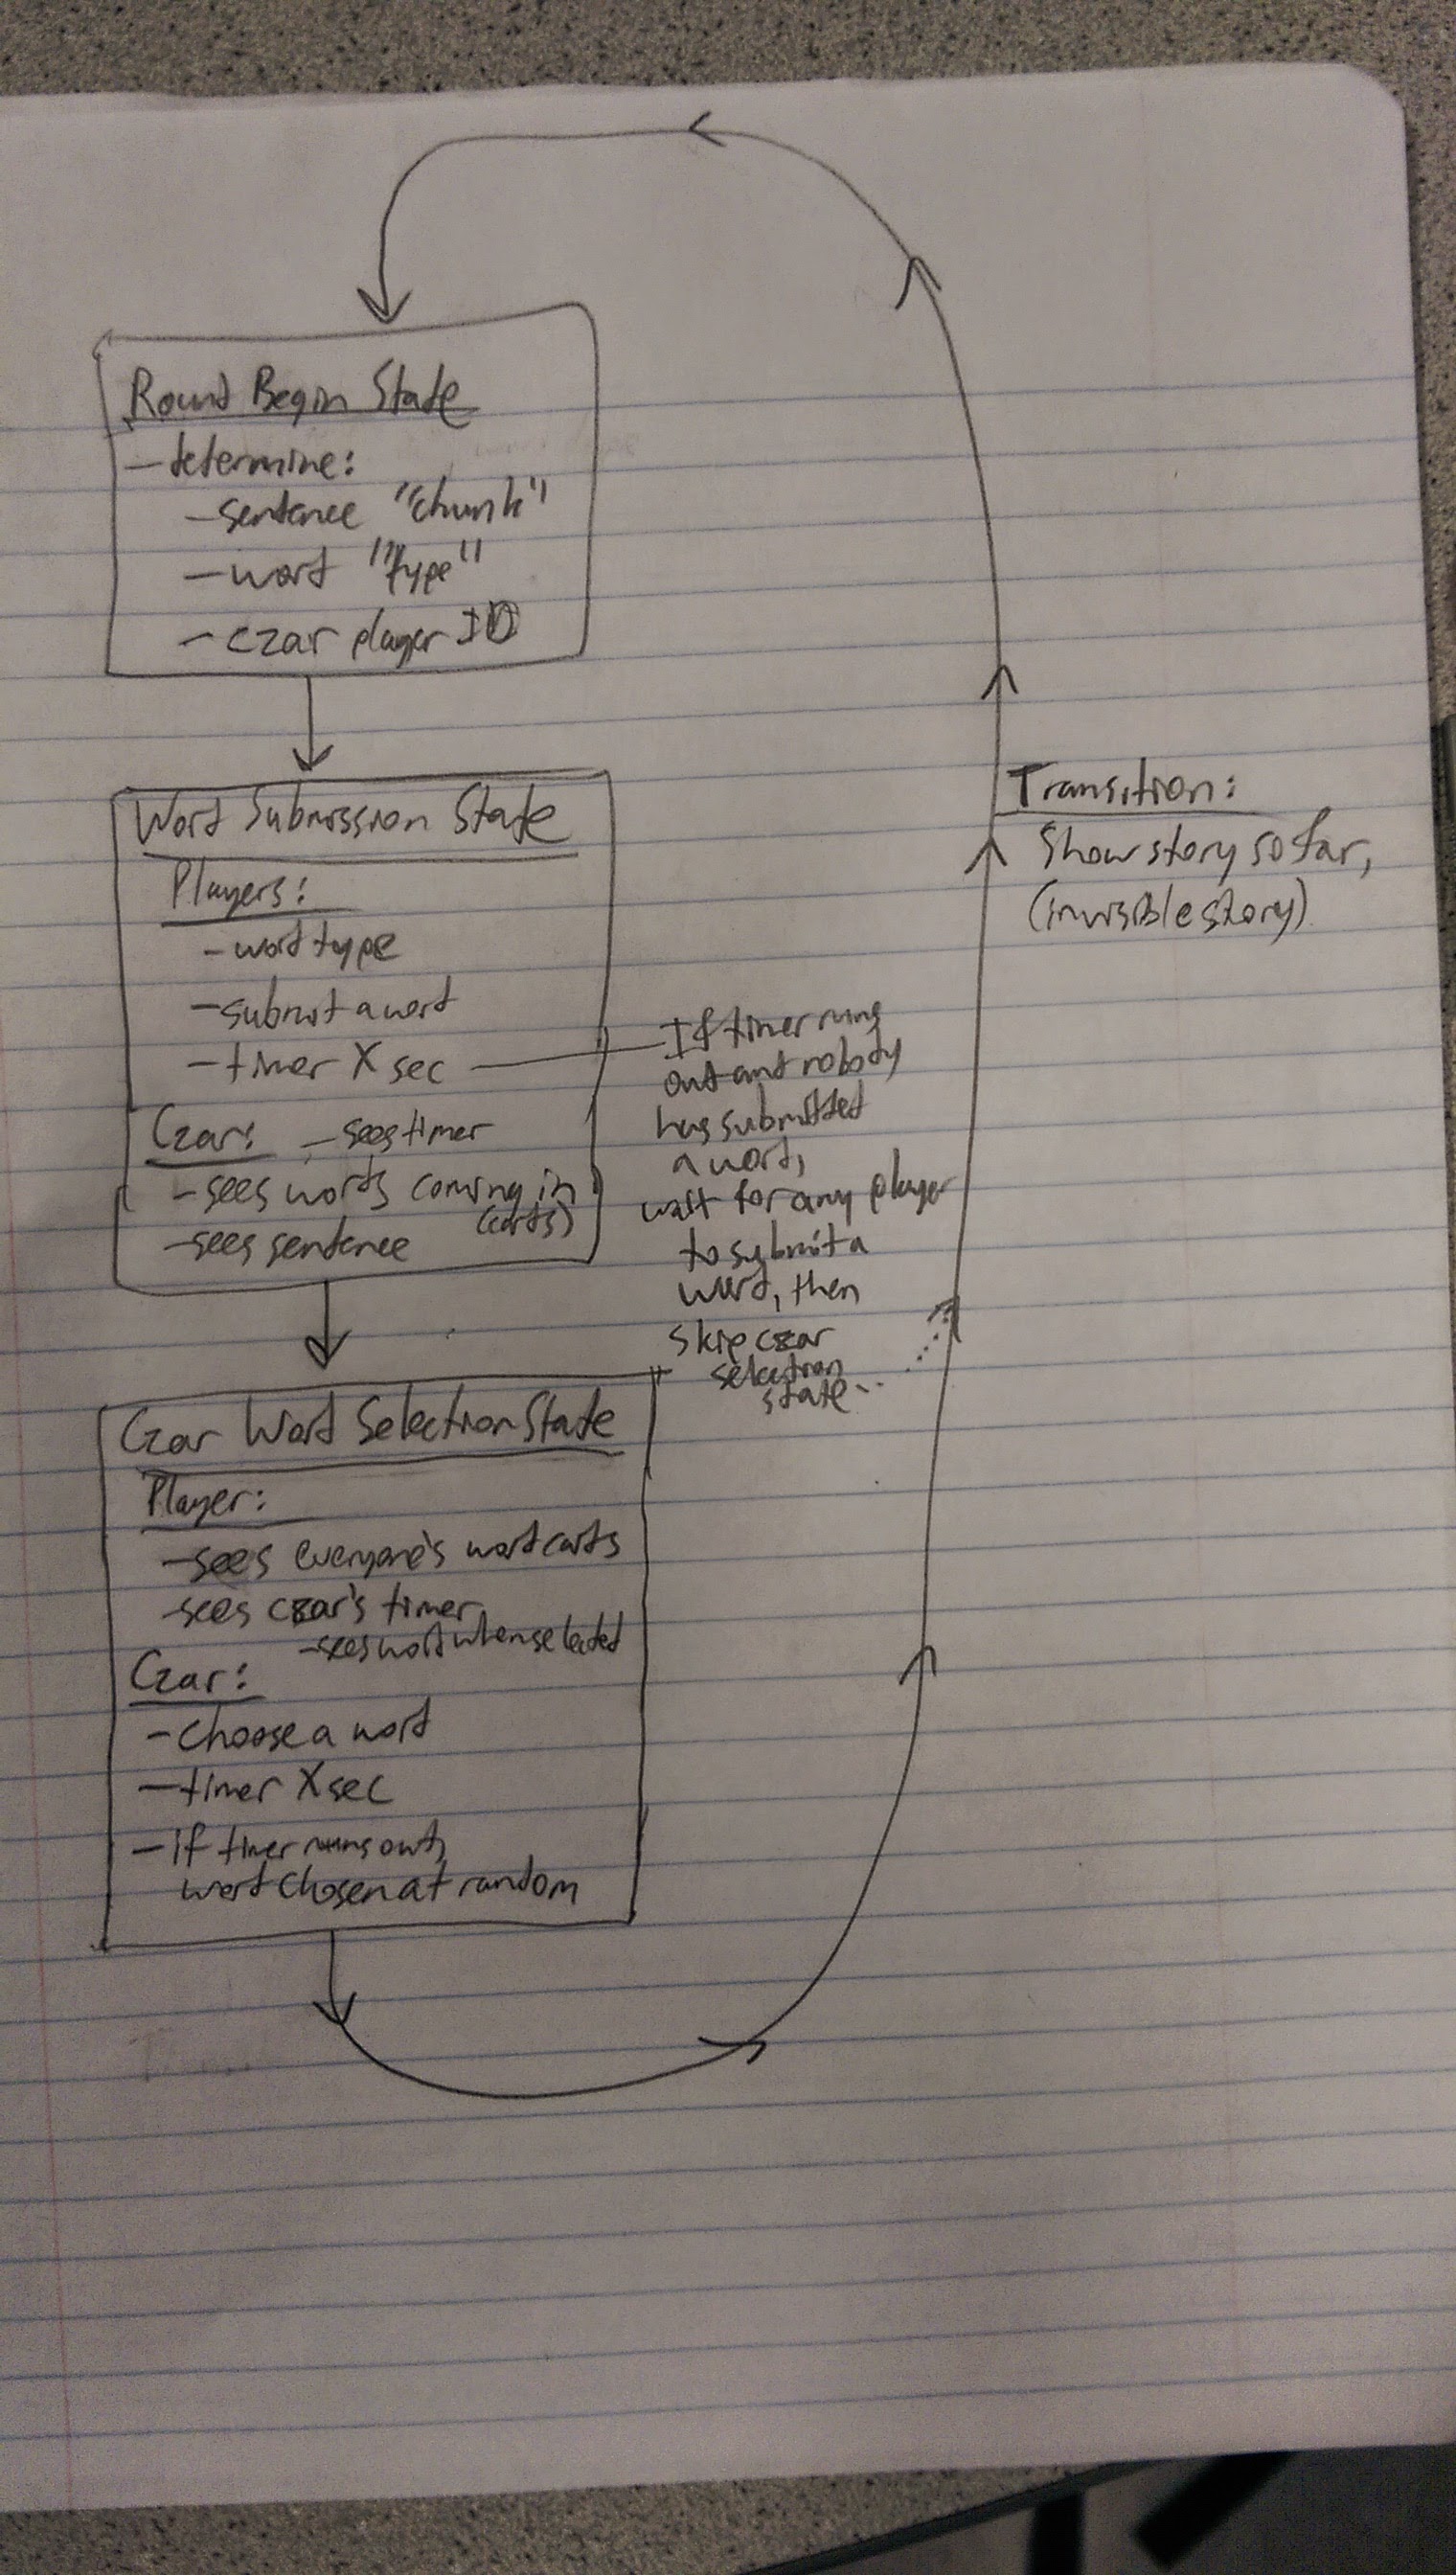 Round Begin State
- determine:
- sentence "chunk"
- word "type"
- czar player ID
Word Submission State
Players:
- word type
- submit a word
- timer X sec
Czar: - sees timer
- sees words coming in
(cards)
- sees sentence
If timer runs
out and nobody
has submitted
a word,
wait for any player
to submit a
word, then
skip czar
selection
state
Czar Word Selection State
Player:
- sees everyone's word cards
- sees czar's timer
- sees word when selected
Czar:
- choose a word
- timer X sec
- if timer runs out,
word chosen at random
Transition:
Show story so far,
(invisible story)